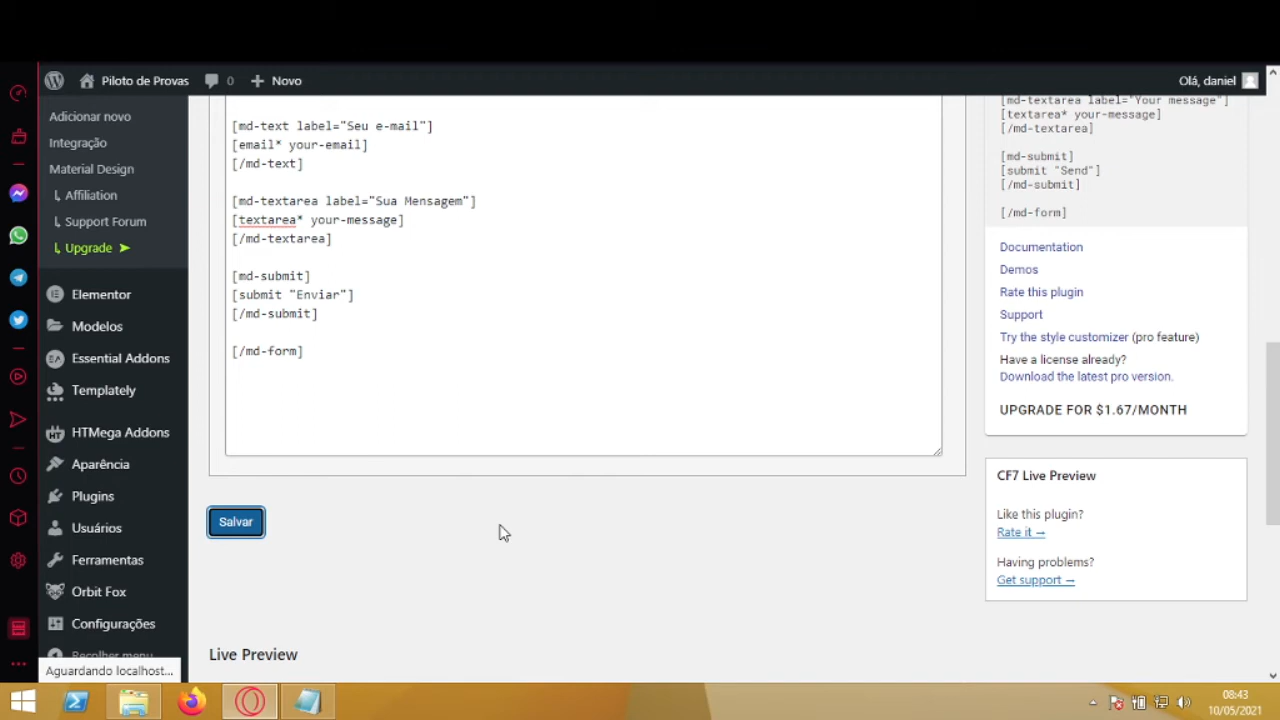 Piloto de Provas
0
Novo
Olá, daniel
Adicionar novo
Integração
Material Design
↳ Affiliation
↳ Support Forum
↳ Upgrade ➤
Elementor
Modelos
Essential Addons
Templately
HTMega Addons
Aparência
Plugins
Usuários
Ferramentas
Orbit Fox
Configurações
Recolher menu
Aguardando localhost...
[md-text label="Seu e-mail"]
[email* your-email]
[/md-text]
[md-textarea label="Sua Mensagem"]
[textarea* your-message]
[/md-textarea]
[md-submit]
[submit "Enviar"]
[/md-submit]
[/md-form]
Salvar
Live Preview
[md-textarea label="Your message"]
[textarea* your-message]
[/md-textarea]
[md-submit]
[submit "Send"]
[/md-submit]
[/md-form]
Documentation
Demos
Rate this plugin
Support
Try the style customizer (pro feature)
Have a license already?
Download the latest pro version.
UPGRADE FOR $1.67/MONTH
CF7 Live Preview
Like this plugin?
Rate it →
Having problems?
Get support →
08:43
10/05/2021